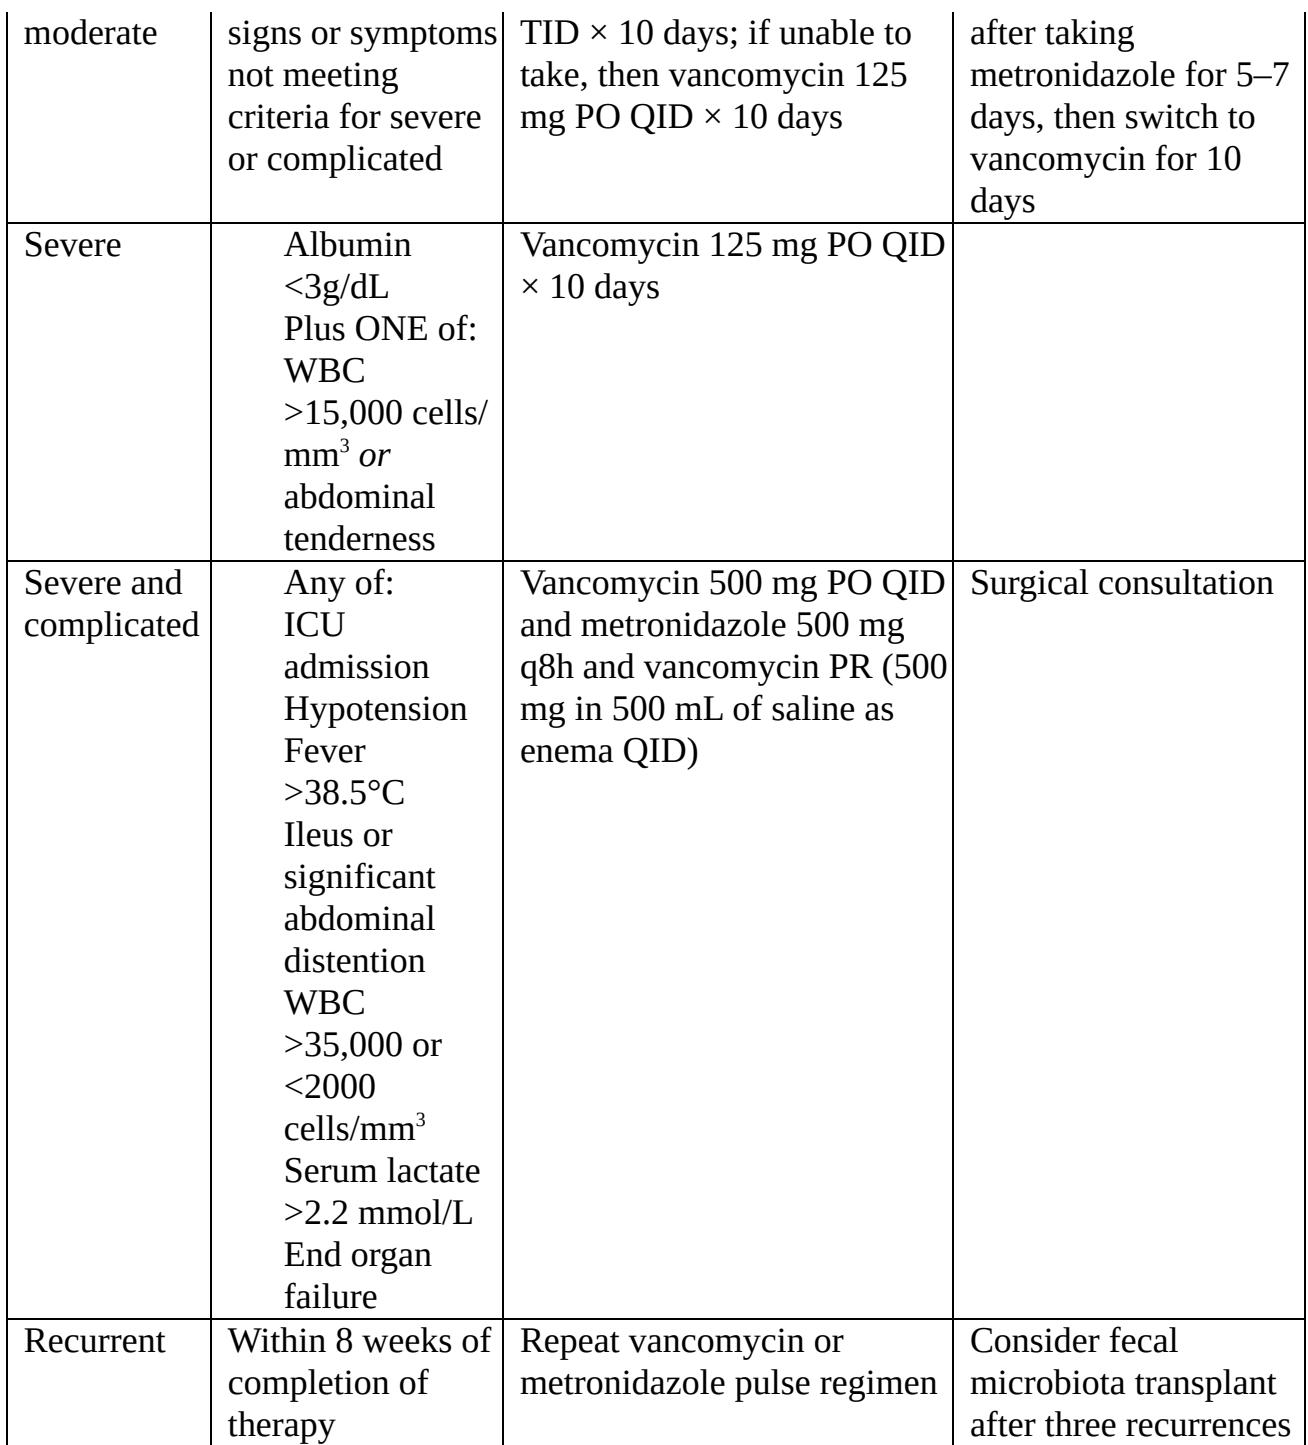 moderate
signs or symptoms
not meeting
criteria for severe
or complicated
TID × 10 days; if unable to
take, then vancomycin 125
mg PO QID × 10 days
after taking
metronidazole for 5–7
days, then switch to
vancomycin for 10
days
Severe
Albumin
<3g/dL
Plus ONE of:
WBC
>15,000 cells/
mm³ or
abdominal
tenderness
Vancomycin 125 mg PO QID
× 10 days
Severe and
complicated
Any of:
ICU
admission
Hypotension
Fever
>38.5°C
Ileus or
significant
abdominal
distention
WBC
>35,000 or
<2000
cells/mm³
Serum lactate
>2.2 mmol/L
End organ
failure
Vancomycin 500 mg PO QID
and metronidazole 500 mg
q8h and vancomycin PR (500
mg in 500 mL of saline as
enema QID)
Surgical consultation
Recurrent
Within 8 weeks of
completion of
therapy
Repeat vancomycin or
metronidazole pulse regimen
Consider fecal
microbiota transplant
after three recurrences